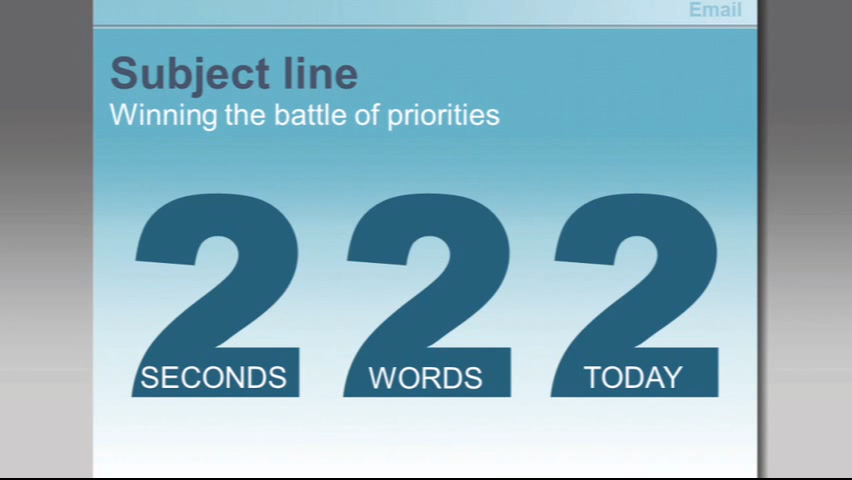 Email
Subject line
Winning the battle of priorities
2 2 2
SECONDS WORDS TODAY